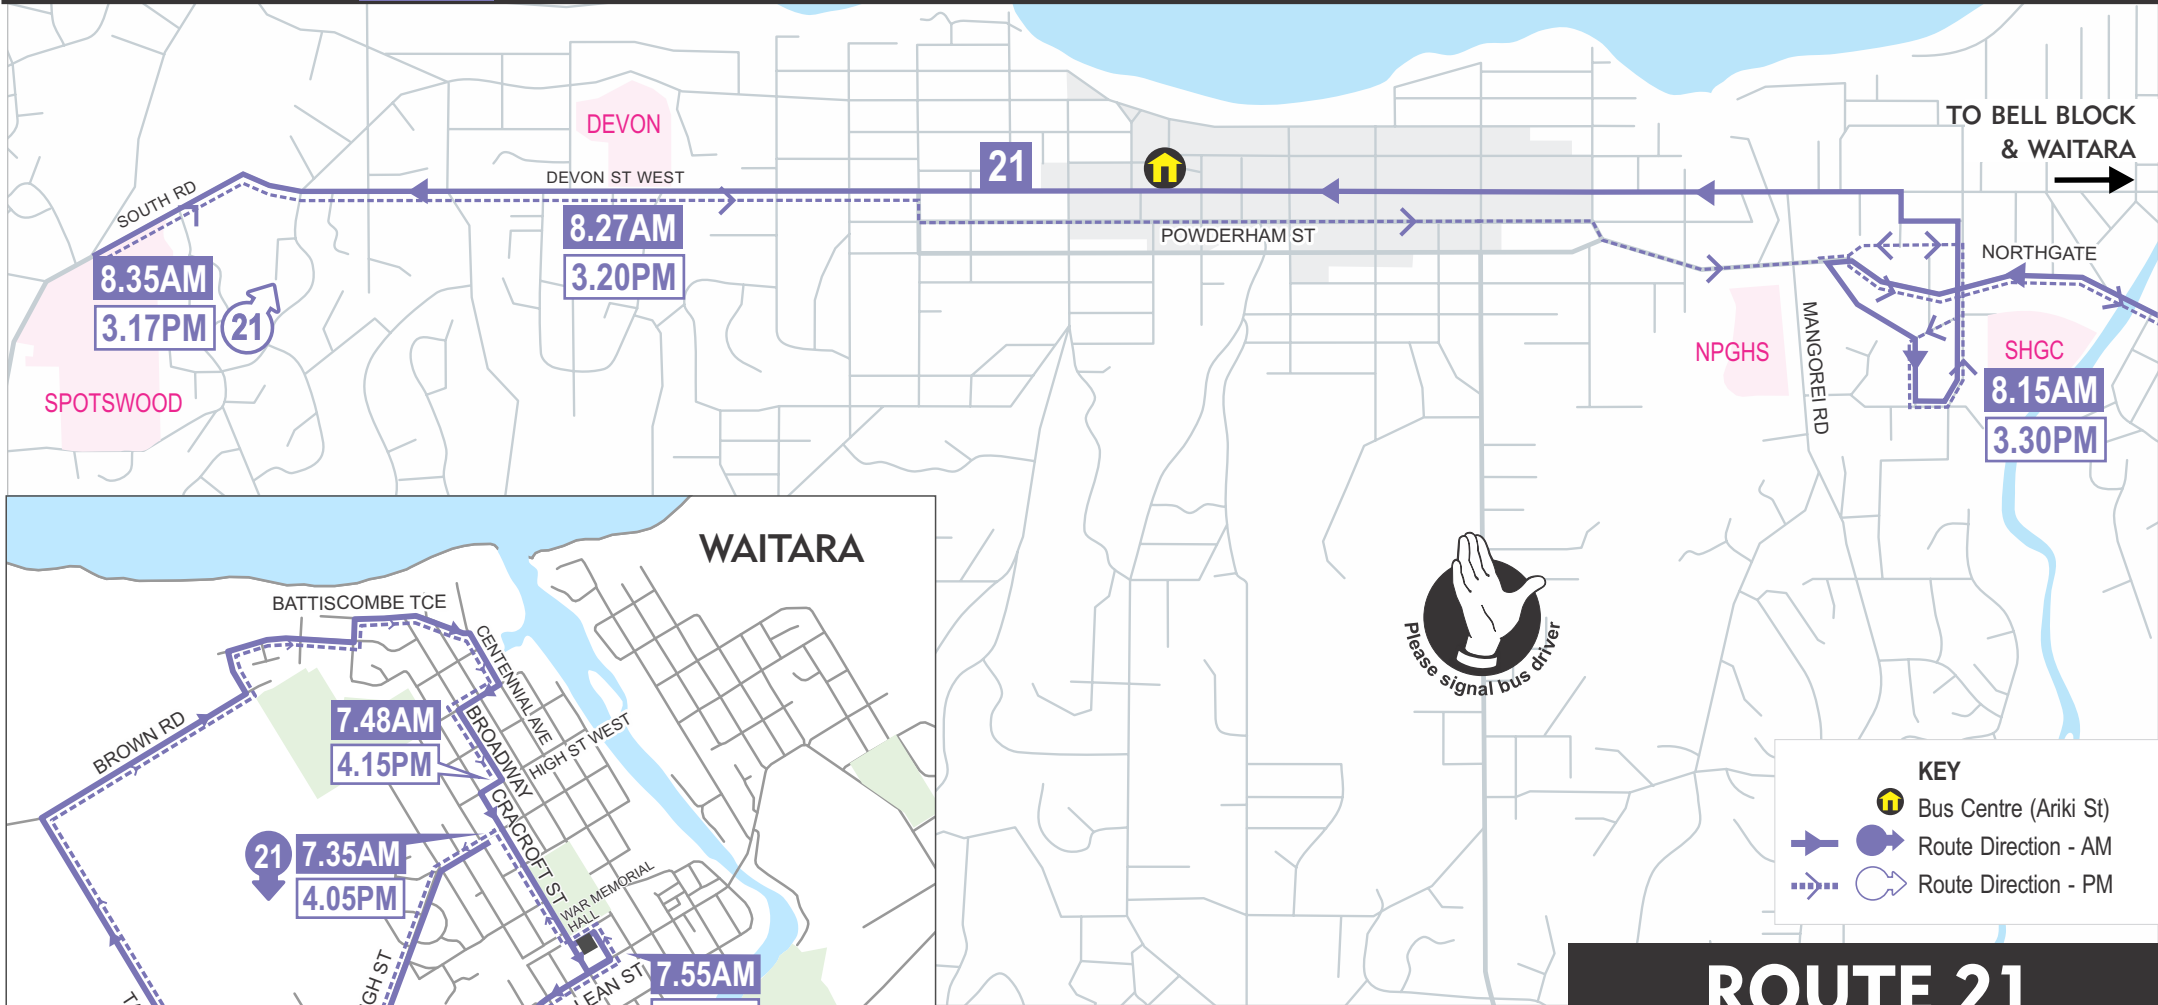 TO BELL BLOCK
& WAITARA
DEVON
21
DEVON ST WEST
SOUTH RD
8.27AM
3.20PM
POWDERHAM ST
NORTHGATE
8.35AM
3.17PM
21
MANGOREI RD
NPGHS
SHGC
8.15AM
3.30PM
SPOTSWOOD
WAITARA
BATTISCOMBE TCE
CENTENNIAL AVE
BROWN RD
7.48AM
4.15PM
BROADWAY
HIGH ST WEST
CRACROFT ST
21
7.35AM
4.05PM
WAR MEMORIAL
HALL
GH ST
LEAN ST
7.55AM
Please signal bus driver
KEY
Bus Centre (Ariki St)
Route Direction - AM
Route Direction - PM
ROUTE 21